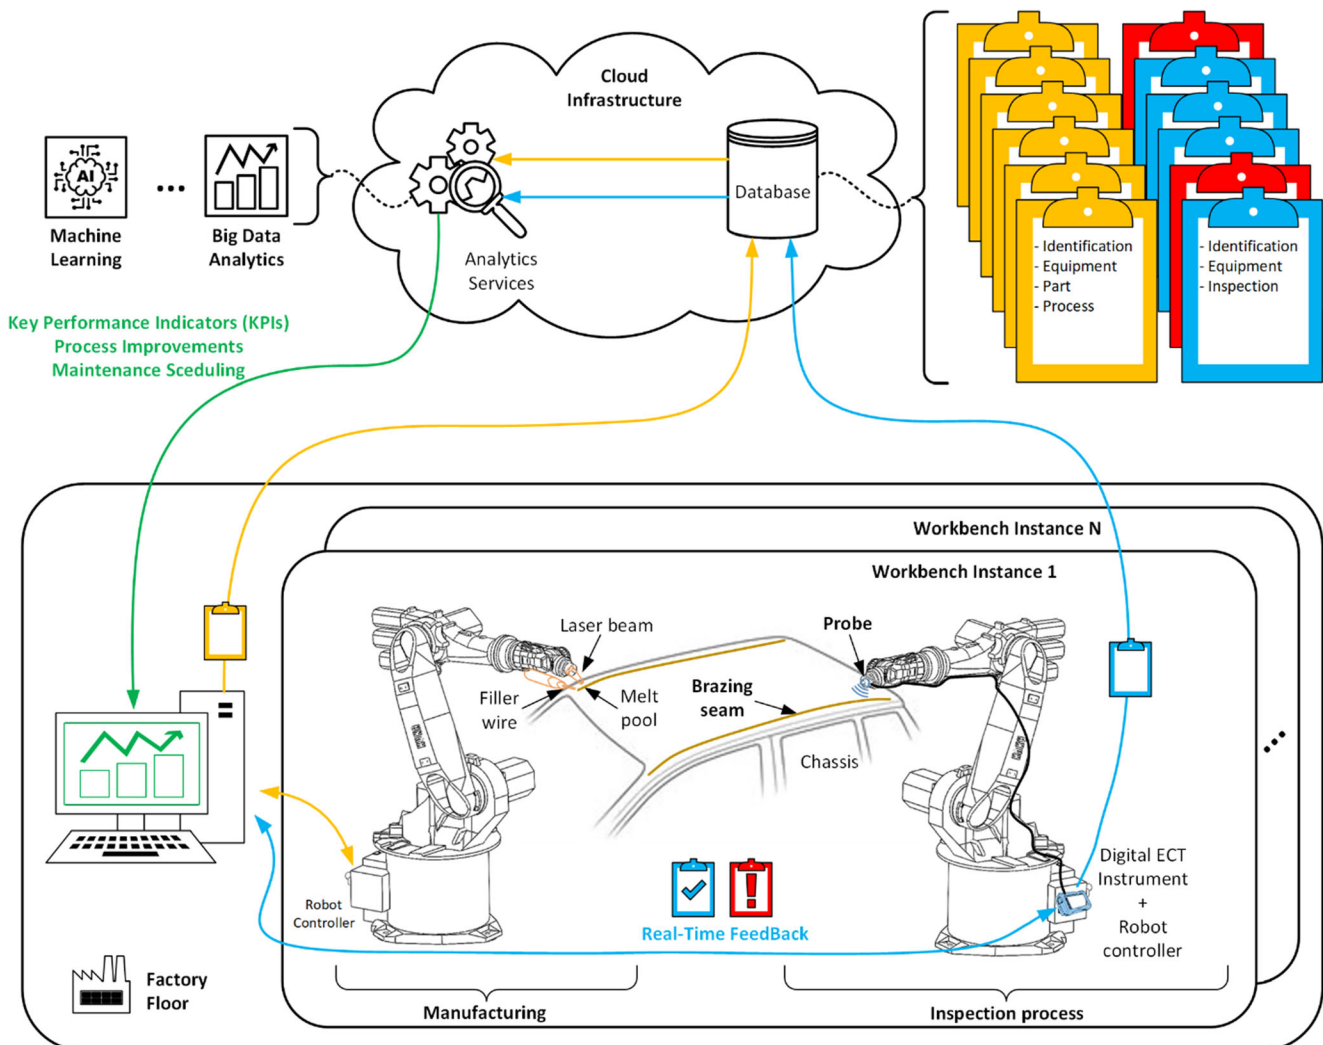 Cloud
Infrastructure
AI
Machine
Learning
...
Big Data
Analytics
Database
Analytics
Services
- Identification
- Equipment
- Part
- Process
- Identification
- Equipment
- Inspection
Key Performance Indicators (KPIs)
Process Improvements
Maintenance Sceduling
Workbench Instance N
Workbench Instance 1
Laser beam
Probe
Filler
wire
Melt
pool
Brazing
seam
Chassis
...
Robot
Controller
Real-Time FeedBack
Digital ECT
Instrument
+
Robot
controller
Factory
Floor
Manufacturing
Inspection process